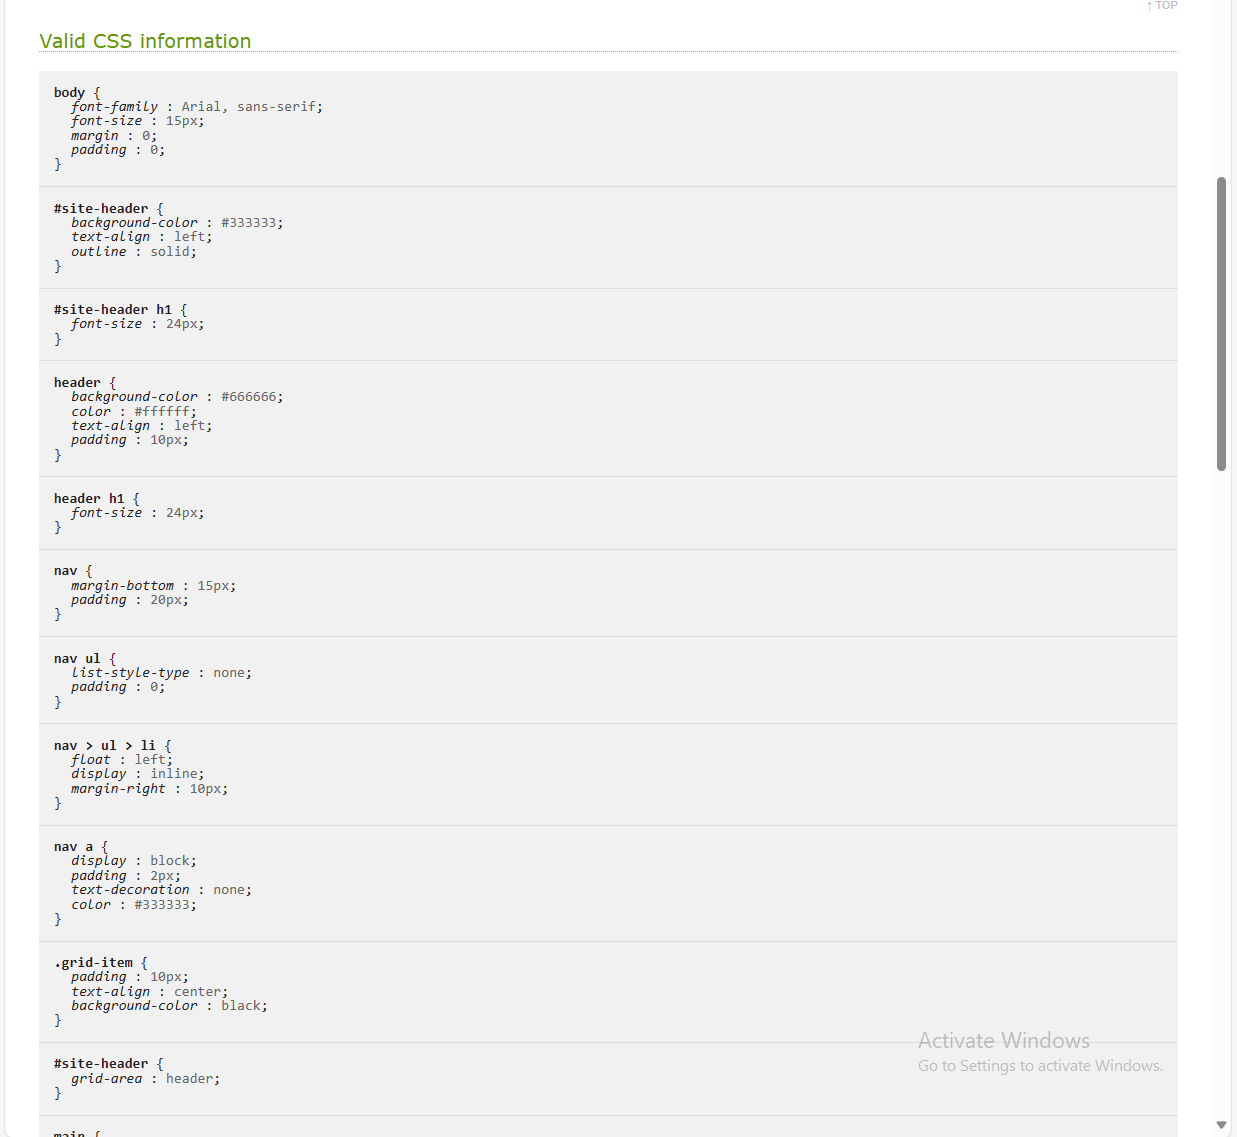 ↑ TOP
Valid CSS information
body {
font-family : Arial, sans-serif;
font-size : 15px;
margin : 0;
padding : 0;
}
#site-header {
background-color : #333333;
text-align : left;
outline : solid;
}
#site-header h1 {
font-size : 24px;
}
header {
background-color : #666666;
color : #ffffff;
text-align : left;
padding : 10px;
}
header h1 {
font-size : 24px;
}
nav {
margin-bottom : 15px;
padding : 20px;
}
nav ul {
list-style-type : none;
padding : 0;
}
nav > ul > li {
float : left;
display : inline;
margin-right : 10px;
}
nav a {
display : block;
padding : 2px;
text-decoration : none;
color : #333333;
}
.grid-item {
padding : 10px;
text-align : center;
background-color : black;
}
#site-header {
grid-area : header;
}
main {
Activate Windows
Go to Settings to activate Windows.